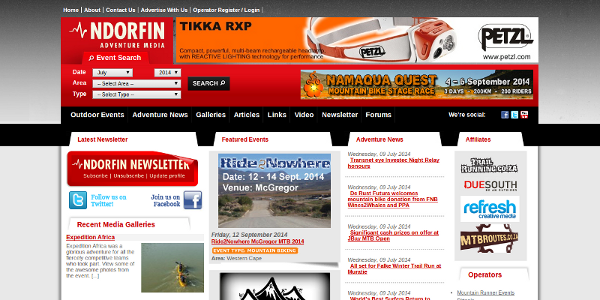 Home | About | Contact Us | Advertise With Us | Operator Register / Login |
NDORFIN
ADVENTURE MEDIA
TIKKA RXP
Compact, powerful, multi-beam rechargeable headlamp
with REACTIVE LIGHTING technology for performance.
PETZL
www.petzl.com
Event Search
Date July 2014
Area -- Select Area --
Type -- Select Type --
SEARCH
NAMAQUA QUEST
MOUNTAIN BIKE STAGE RACE
4 - 6 September 2014
3 DAYS • 200KM • 200 RIDERS
Outdoor Events Adventure News Galleries Articles Links Video Newsletter Forums
We're social:
Latest Newsletter
NDORFIN NEWSLETTER
Subscribe | Unsubscribe | Update profile
Follow us on Twitter!
Join us on Facebook
Recent Media Galleries
Expedition Africa
Expedition Africa was a
glorious adventure for all the
fiercely competitive teams
who took part. View some of
the awesome photos from
the event. [...]
Featured Events
Ride2Nowhere
Date: 12 - 14 Sept. 2014
Venue: McGregor
Friday, 12 September 2014
Ride2Nowhere McGregor MTB 2014
EVENT TYPE: MOUNTAIN BIKING
Area: Western Cape
Adventure News
Wednesday, 09 July 2014
Transnet eye invades Night Relay
honours
Wednesday, 09 July 2014
De Rust Future welcomes
mountain bike donation from FNB
Wines2Whales and PPA
Wednesday, 09 July 2014
Significant cash prizes on offer at
JBay MTB Open
Wednesday, 09 July 2014
All set for Falke Winter Trail Run at
Muratie
Wednesday, 09 July 2014
World's Best Surfers Return to
Affiliates
TRAIL
RUNNING.CO.ZA
DUESOUTH
refresh
creative media
MTBROUTES.CO.ZA
Operators
Mountain Runner Events